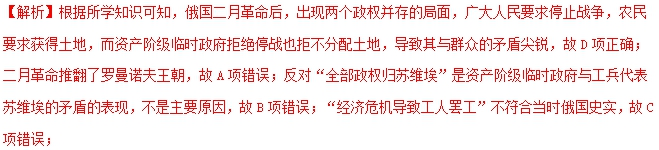 【解析】根据所学知识可知，俄国二月革命后，出现两个政权并存的局面，广大人民要求停止战争，农民
要求获得土地，而资产阶级临时政府拒绝停战也拒不分配土地，导致其与群众的矛盾尖锐，故 D 项正确；
二月革命推翻了罗曼诺夫王朝，故 A 项错误；反对“全部政权归苏维埃”是资产阶级临时政府与工兵代表
苏维埃的矛盾的表现，不是主要原因，故 B 项错误；“经济危机导致工人罢工”不符合当时俄国史实，故 C
项错误；